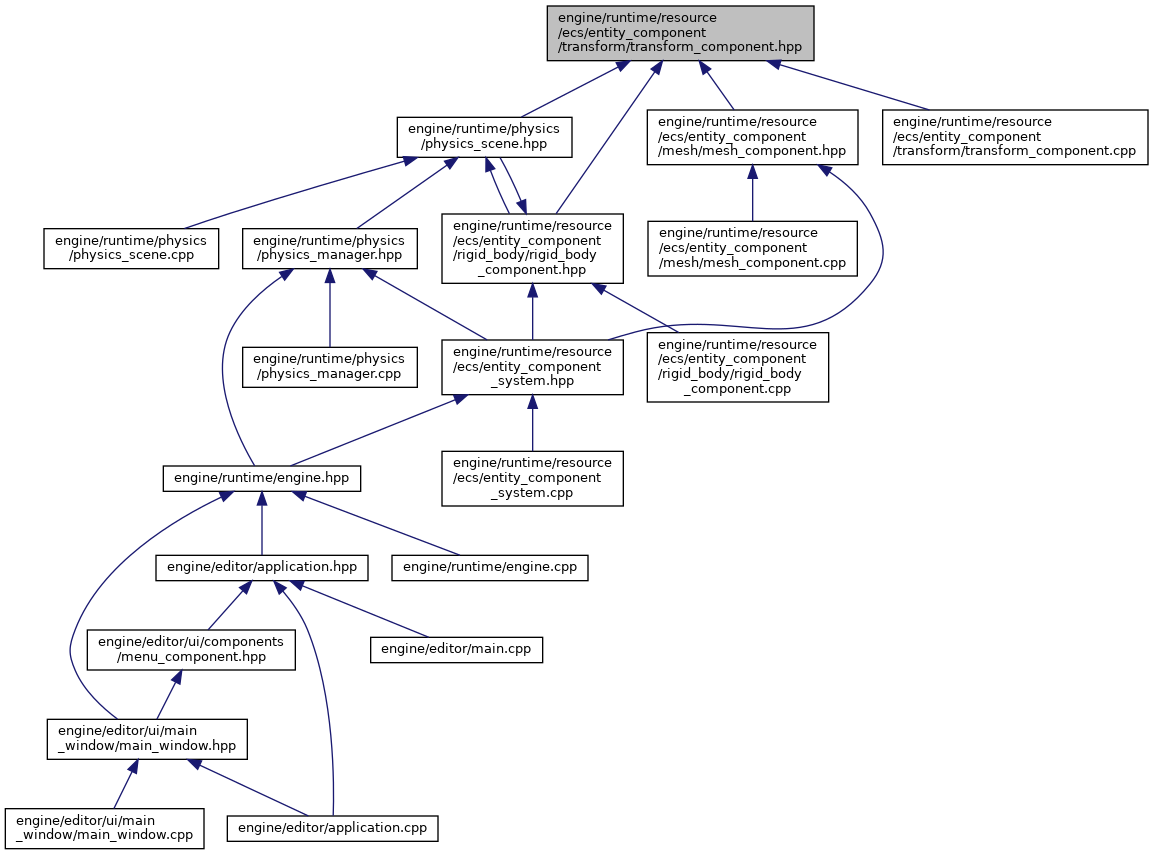 engine/runtime/resource
/ecs/entity_component
/transform/transform_component.hpp
engine/runtime/physics
/physics_scene.hpp
engine/runtime/resource
/ecs/entity_component
/mesh/mesh_component.hpp
engine/runtime/resource
/ecs/entity_component
/transform/transform_component.cpp
engine/runtime/physics
/physics_scene.cpp
engine/runtime/physics
/physics_manager.hpp
engine/runtime/resource
/ecs/entity_component
/rigid_body/rigid_body
_component.hpp
engine/runtime/resource
/ecs/entity_component
/mesh/mesh_component.cpp
engine/runtime/physics
/physics_manager.cpp
engine/runtime/resource
/ecs/entity_component
_system.hpp
engine/runtime/resource
/ecs/entity_component
/rigid_body/rigid_body
_component.cpp
engine/runtime/engine.hpp
engine/runtime/resource
/ecs/entity_component
_system.cpp
engine/editor/application.hpp
engine/runtime/engine.cpp
engine/editor/ui/components
/menu_component.hpp
engine/editor/main.cpp
engine/editor/ui/main
_window/main_window.hpp
engine/editor/ui/main
_window/main_window.cpp
engine/editor/application.cpp